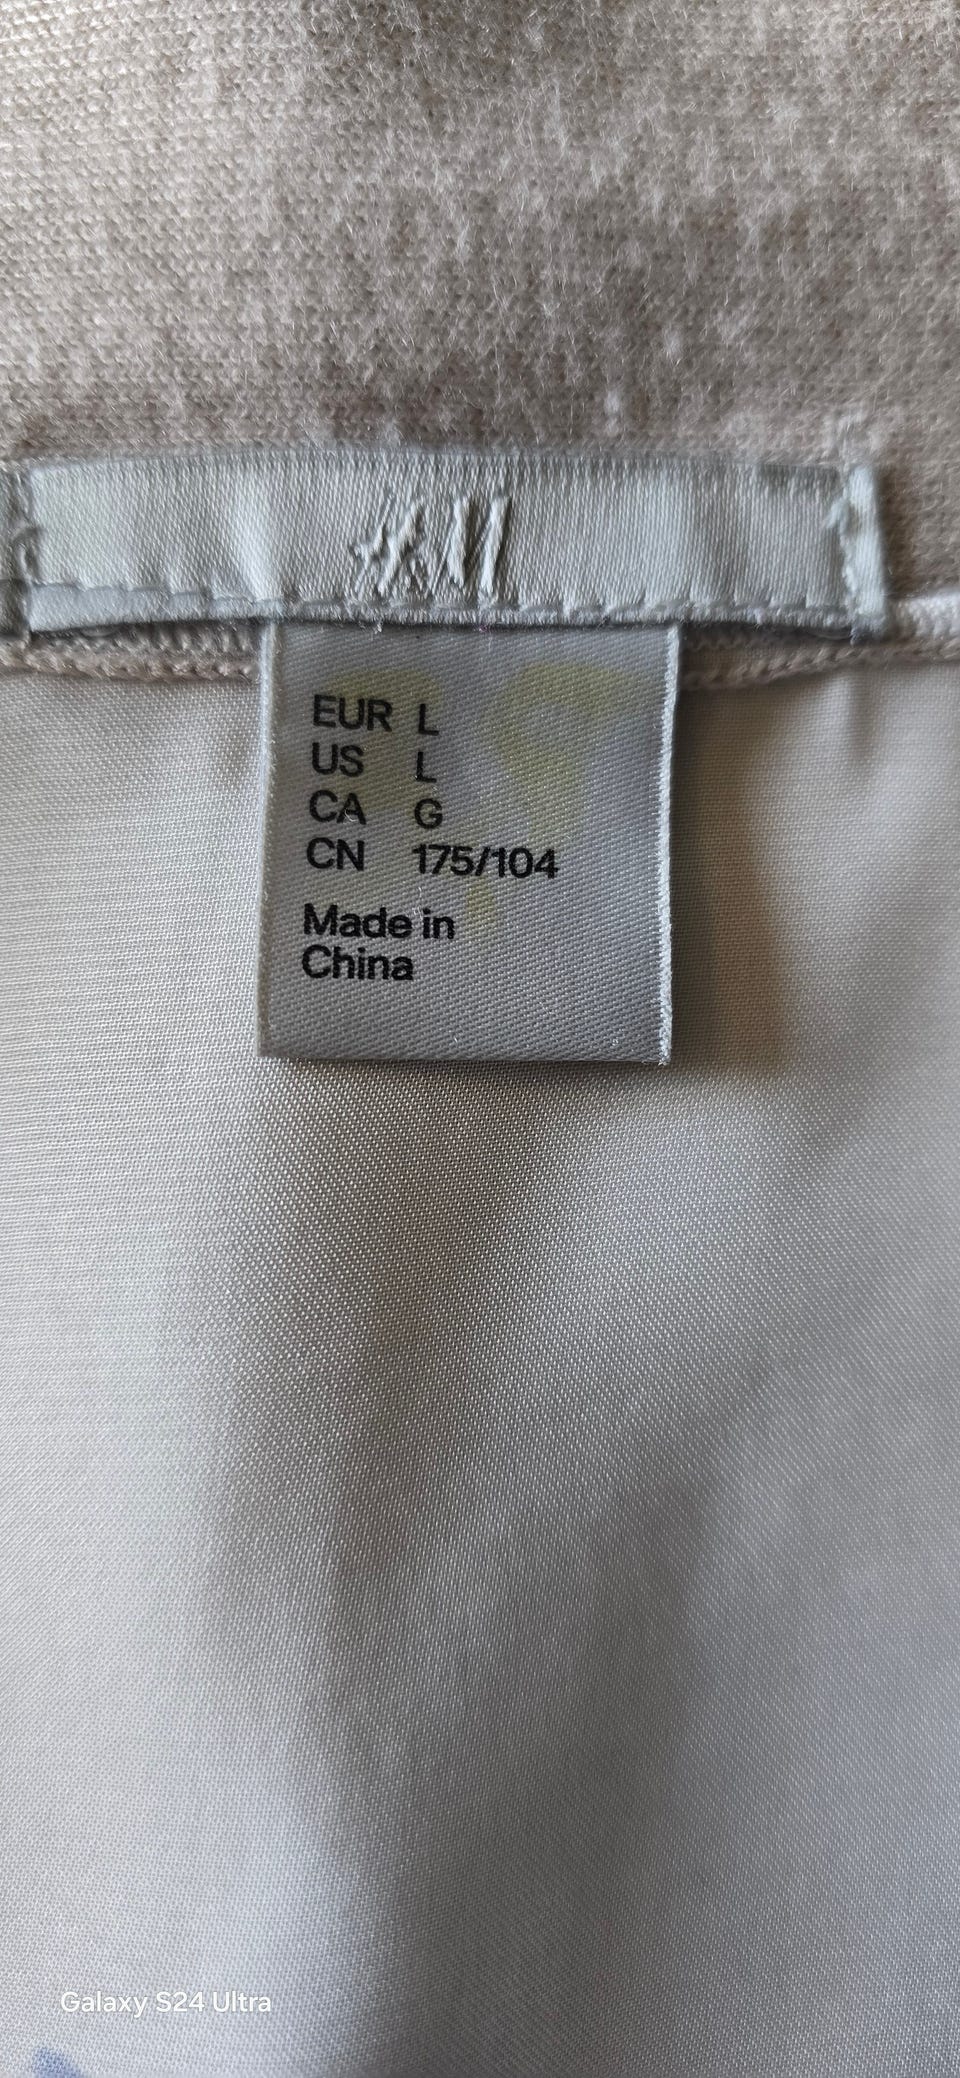 H&M
EUR L
US L
CA G
CN 175/104
Made in
China
Galaxy S24 Ultra